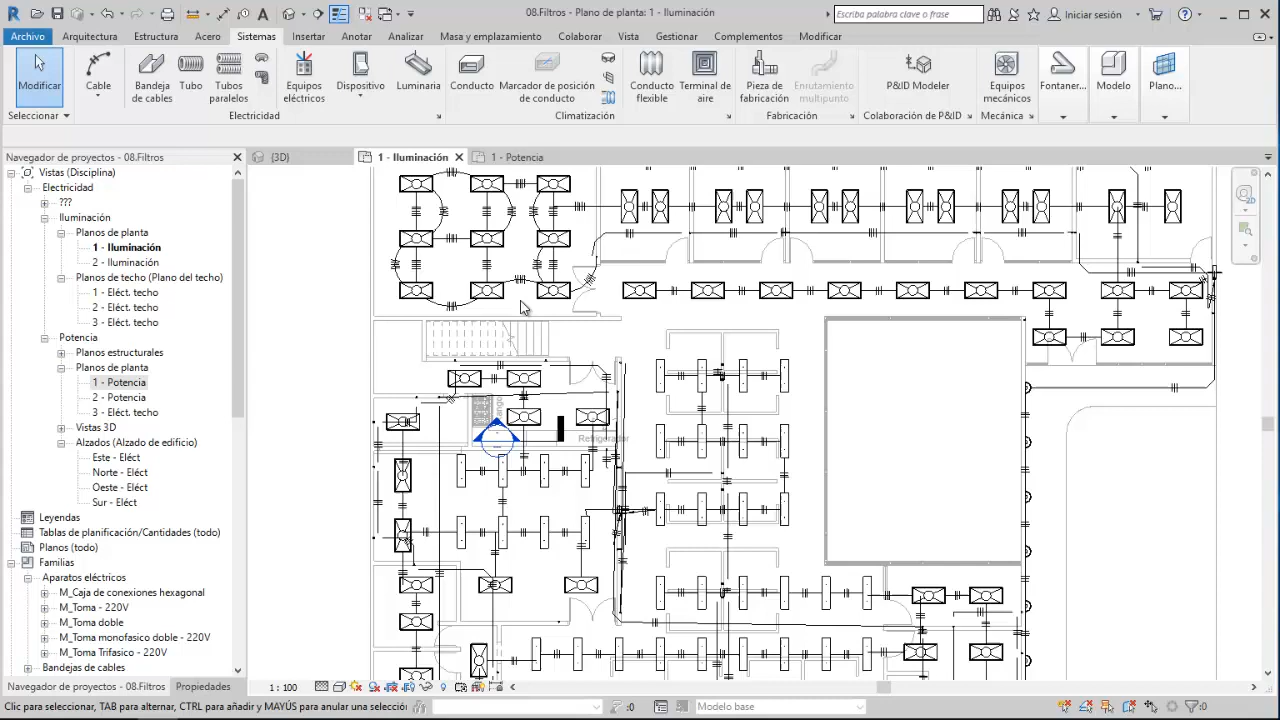 08.Filtros - Plano de planta: 1 - Iluminación
Escriba palabra clave o frase
Iniciar sesión
Archivo Arquitectura Estructura Acero Sistemas Insertar Anotar Analizar Masa y emplazamiento Colaborar Vista Gestionar Complementos Modificar
Modificar
Cable
Bandeja de cables
Tubo
Tubos paralelos
Equipos eléctricos
Dispositivo
Luminaria
Conducto
Marcador de posición de conducto
Conducto flexible
Terminal de aire
Pieza de fabricación
Enrutamiento multipunto
P&ID Modeler
Equipos mecánicos
Fontaner...
Modelo
Plano...
Seleccionar
Electricidad
Climatización
Fabricación
Colaboración de P&ID
Mecánica
Navegador de proyectos - 08.Filtros
{3D}
1 - Iluminación
1 - Potencia
Vistas (Disciplina)
Electricidad
???
Iluminación
Planos de planta
1 - Iluminación
2 - Iluminación
Planos de techo (Plano del techo)
1 - Eléct. techo
2 - Eléct. techo
3 - Eléct. techo
Potencia
Planos estructurales
Planos de planta
1 - Potencia
2 - Potencia
3 - Eléct. techo
Vistas 3D
Alzados (Alzado de edificio)
Este - Eléct
Norte - Eléct
Oeste - Eléct
Sur - Eléct
Leyendas
Tablas de planificación/Cantidades (todo)
Planos (todo)
Familias
Aparatos eléctricos
M_Caja de conexiones hexagonal
M_Toma - 220V
M_Toma doble
M_Toma monofasico doble - 220V
M_Toma Trifasico - 220V
Bandejas de cables
Refrigerador
Navegador de proyectos - 08.Filtros
Propiedades
1 : 100
Clic para seleccionar, TAB para alternar, CTRL para añadir y MAYÚS para anular una selecció
:0
Modelo base
:0